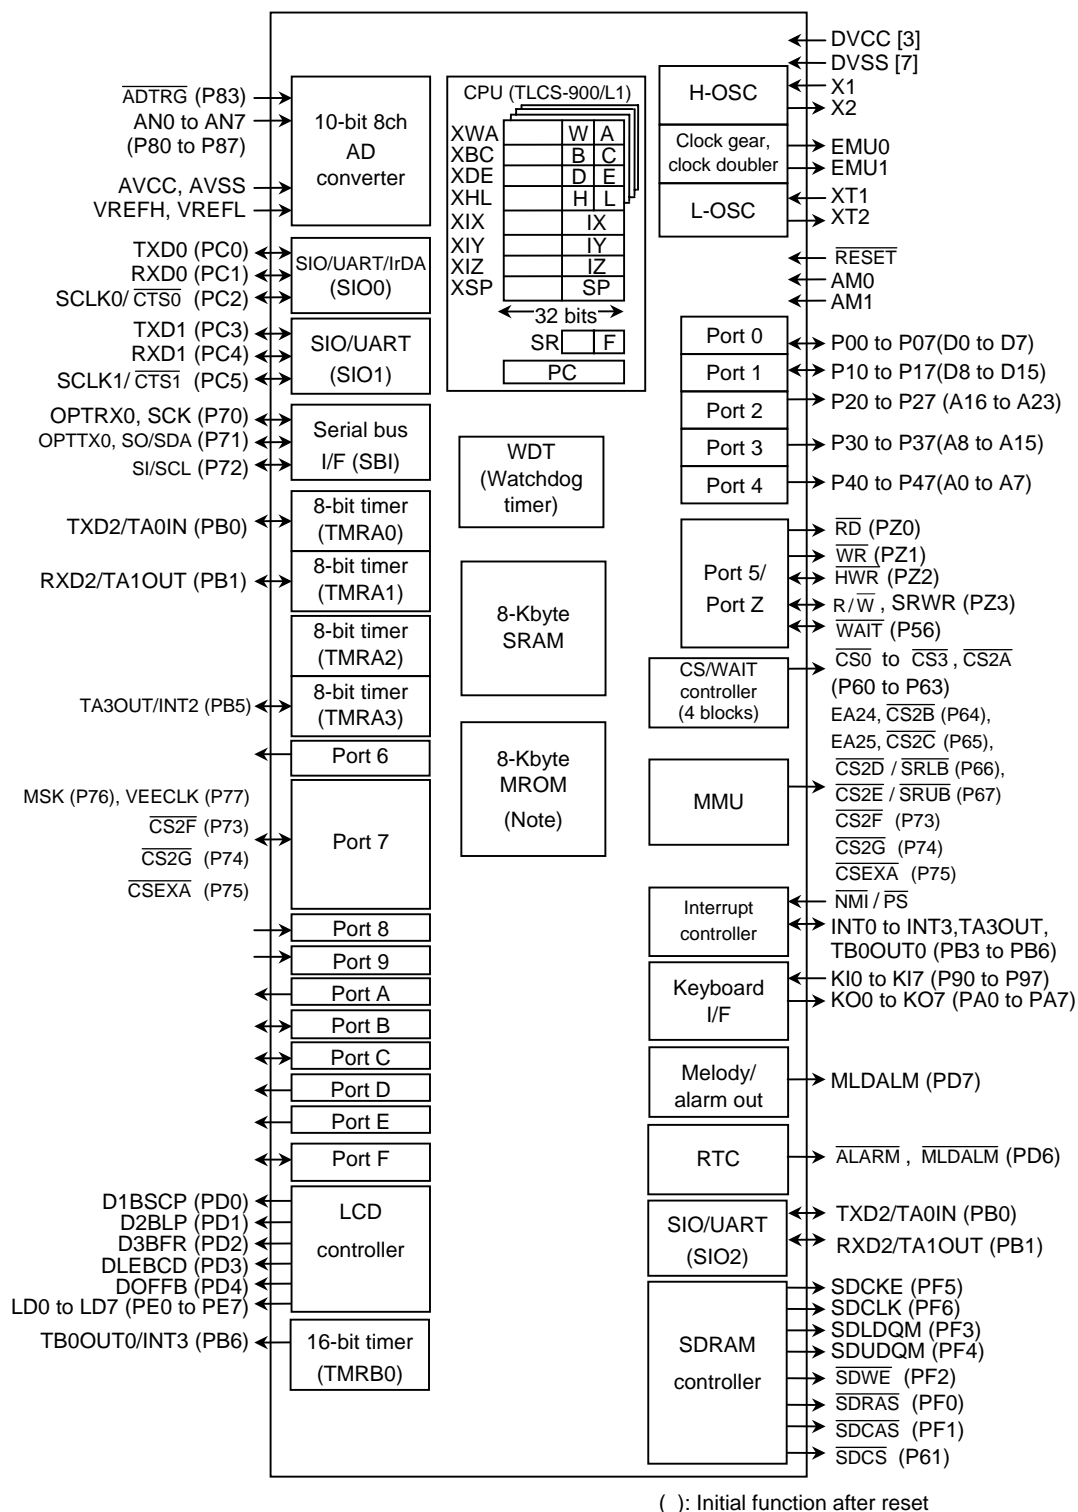 ADTRG (P83)
AN0 to AN7
(P80 to P87)
AVCC, AVSS
VREFH, VREFL
10-bit 8ch
AD
converter
TXD0 (PC0)
RXD0 (PC1)
SCLK0/ CTS0 (PC2)
SIO/UART/IrDA
(SIO0)
TXD1 (PC3)
RXD1 (PC4)
SCLK1/ CTS1 (PC5)
SIO/UART
(SIO1)
OPTRX0, SCK (P70)
OPTTX0, SO/SDA (P71)
SI/SCL (P72)
Serial bus
I/F (SBI)
TXD2/TA0IN (PB0)
8-bit timer
(TMRA0)
RXD2/TA1OUT (PB1)
8-bit timer
(TMRA1)
8-bit timer
(TMRA2)
TA3OUT/INT2 (PB5)
8-bit timer
(TMRA3)
Port 6
MSK (P76), VEECLK (P77)
CS2F (P73)
CS2G (P74)
CSEXA (P75)
Port 7
Port 8
Port 9
Port A
Port B
Port C
Port D
Port E
Port F
D1BSCP (PD0)
D2BLP (PD1)
D3BFR (PD2)
DLEBCD (PD3)
DOFFB (PD4)
LD0 to LD7 (PE0 to PE7)
LCD
controller
TB0OUT0/INT3 (PB6)
16-bit timer
(TMRB0)
CPU (TLCS-900/L1)
XWA W A
XBC B C
XDE D E
XHL H L
XIX IX
XIY IY
XIZ IZ
XSP SP
32 bits
SR F
PC
WDT
(Watchdog
timer)
8-Kbyte
SRAM
8-Kbyte
MROM
(Note)
DVCC [3]
DVSS [7]
H-OSC
X1
X2
Clock gear,
clock doubler
EMU0
EMU1
L-OSC
XT1
XT2
RESET
AM0
AM1
Port 0
P00 to P07(D0 to D7)
Port 1
P10 to P17(D8 to D15)
Port 2
P20 to P27 (A16 to A23)
Port 3
P30 to P37(A8 to A15)
Port 4
P40 to P47(A0 to A7)
Port 5/
Port Z
RD (PZ0)
WR (PZ1)
HWR (PZ2)
R/W , SRWR (PZ3)
WAIT (P56)
CS/WAIT
controller
(4 blocks)
CS0 to CS3 , CS2A
(P60 to P63)
EA24, CS2B (P64),
EA25, CS2C (P65),
CS2D / SRLB (P66),
CS2E / SRUB (P67)
CS2F (P73)
CS2G (P74)
CSEXA (P75)
MMU
Interrupt
controller
NMI / PS
INT0 to INT3,TA3OUT,
TB0OUT0 (PB3 to PB6)
Keyboard
I/F
KI0 to KI7 (P90 to P97)
KO0 to KO7 (PA0 to PA7)
Melody/
alarm out
MLDALM (PD7)
RTC
ALARM , MLDALM (PD6)
SIO/UART
(SIO2)
TXD2/TA0IN (PB0)
RXD2/TA1OUT (PB1)
SDRAM
controller
SDCKE (PF5)
SDCLK (PF6)
SDLDQM (PF3)
SDUDQM (PF4)
SDWE (PF2)
SDRAS (PF0)
SDCAS (PF1)
SDCS (P61)
( ): Initial function after reset